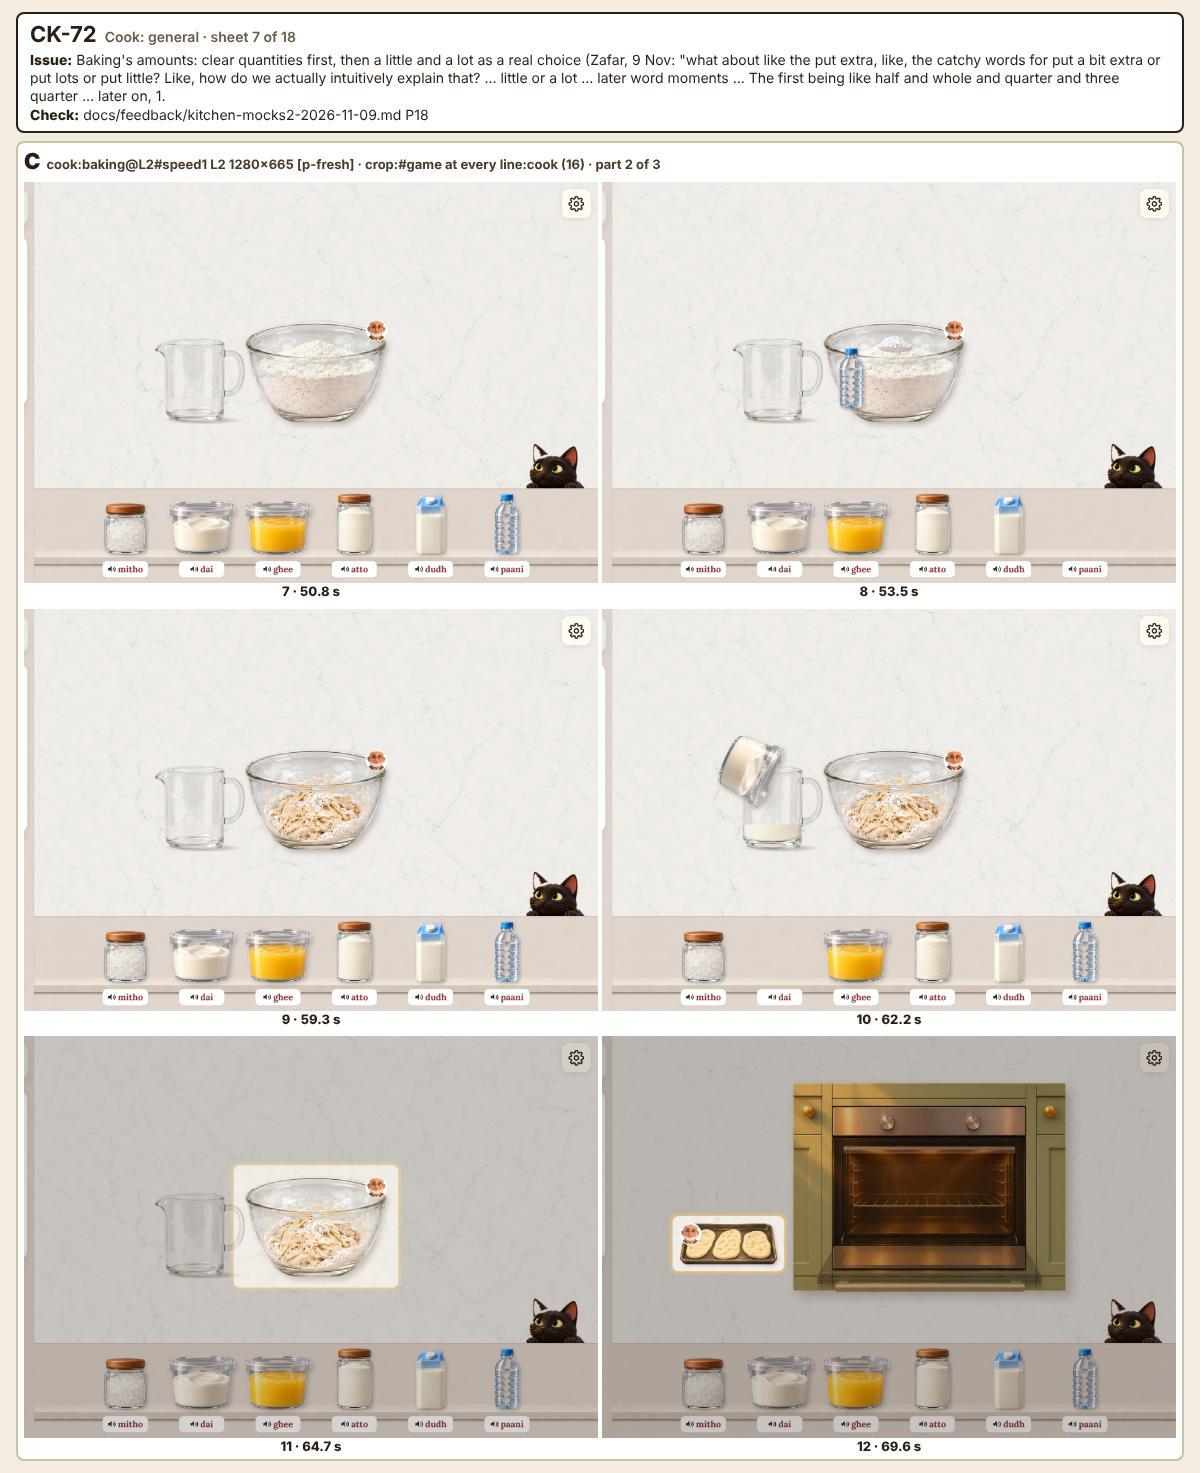 CK-72 Cook: general · sheet 7 of 18
Issue: Baking's amounts: clear quantities first, then a little and a lot as a real choice (Zafar, 9 Nov: "what about like the put extra, like, the catchy words for put a bit extra or
put lots or put little? Like, how do we actually intuitively explain that? ... little or a lot ... later word moments ... The first being like half and whole and quarter and three
quarter ... later on, 1.
Check: docs/feedback/kitchen-mocks2-2026-11-09.md P18
C cook:baking@L2#speed1 L2 1280×665 [p-fresh] · crop:#game at every line:cook (16) · part 2 of 3
mitho dai ghee atto dudh paani
7 · 50.8 s
mitho dai ghee atto dudh paani
8 · 53.5 s
mitho dai ghee atto dudh paani
9 · 59.3 s
mitho dai ghee atto dudh paani
10 · 62.2 s
mitho dai ghee atto dudh paani
11 · 64.7 s
mitho dai ghee atto dudh paani
12 · 69.6 s